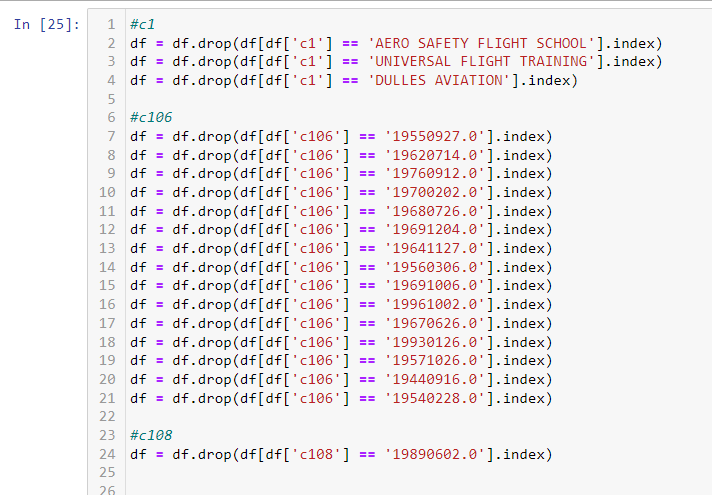 In [25]:
1 #c1
2 df = df.drop(df[df['c1'] == 'AERO SAFETY FLIGHT SCHOOL'].index)
3 df = df.drop(df[df['c1'] == 'UNIVERSAL FLIGHT TRAINING'].index)
4 df = df.drop(df[df['c1'] == 'DULLES AVIATION'].index)
5
6 #c106
7 df = df.drop(df[df['c106'] == '19550927.0'].index)
8 df = df.drop(df[df['c106'] == '19620714.0'].index)
9 df = df.drop(df[df['c106'] == '19760912.0'].index)
10 df = df.drop(df[df['c106'] == '19700202.0'].index)
11 df = df.drop(df[df['c106'] == '19680726.0'].index)
12 df = df.drop(df[df['c106'] == '19691204.0'].index)
13 df = df.drop(df[df['c106'] == '19641127.0'].index)
14 df = df.drop(df[df['c106'] == '19560306.0'].index)
15 df = df.drop(df[df['c106'] == '19691006.0'].index)
16 df = df.drop(df[df['c106'] == '19961002.0'].index)
17 df = df.drop(df[df['c106'] == '19670626.0'].index)
18 df = df.drop(df[df['c106'] == '19930126.0'].index)
19 df = df.drop(df[df['c106'] == '19571026.0'].index)
20 df = df.drop(df[df['c106'] == '19440916.0'].index)
21 df = df.drop(df[df['c106'] == '19540228.0'].index)
22
23 #c108
24 df = df.drop(df[df['c108'] == '19890602.0'].index)
25
26